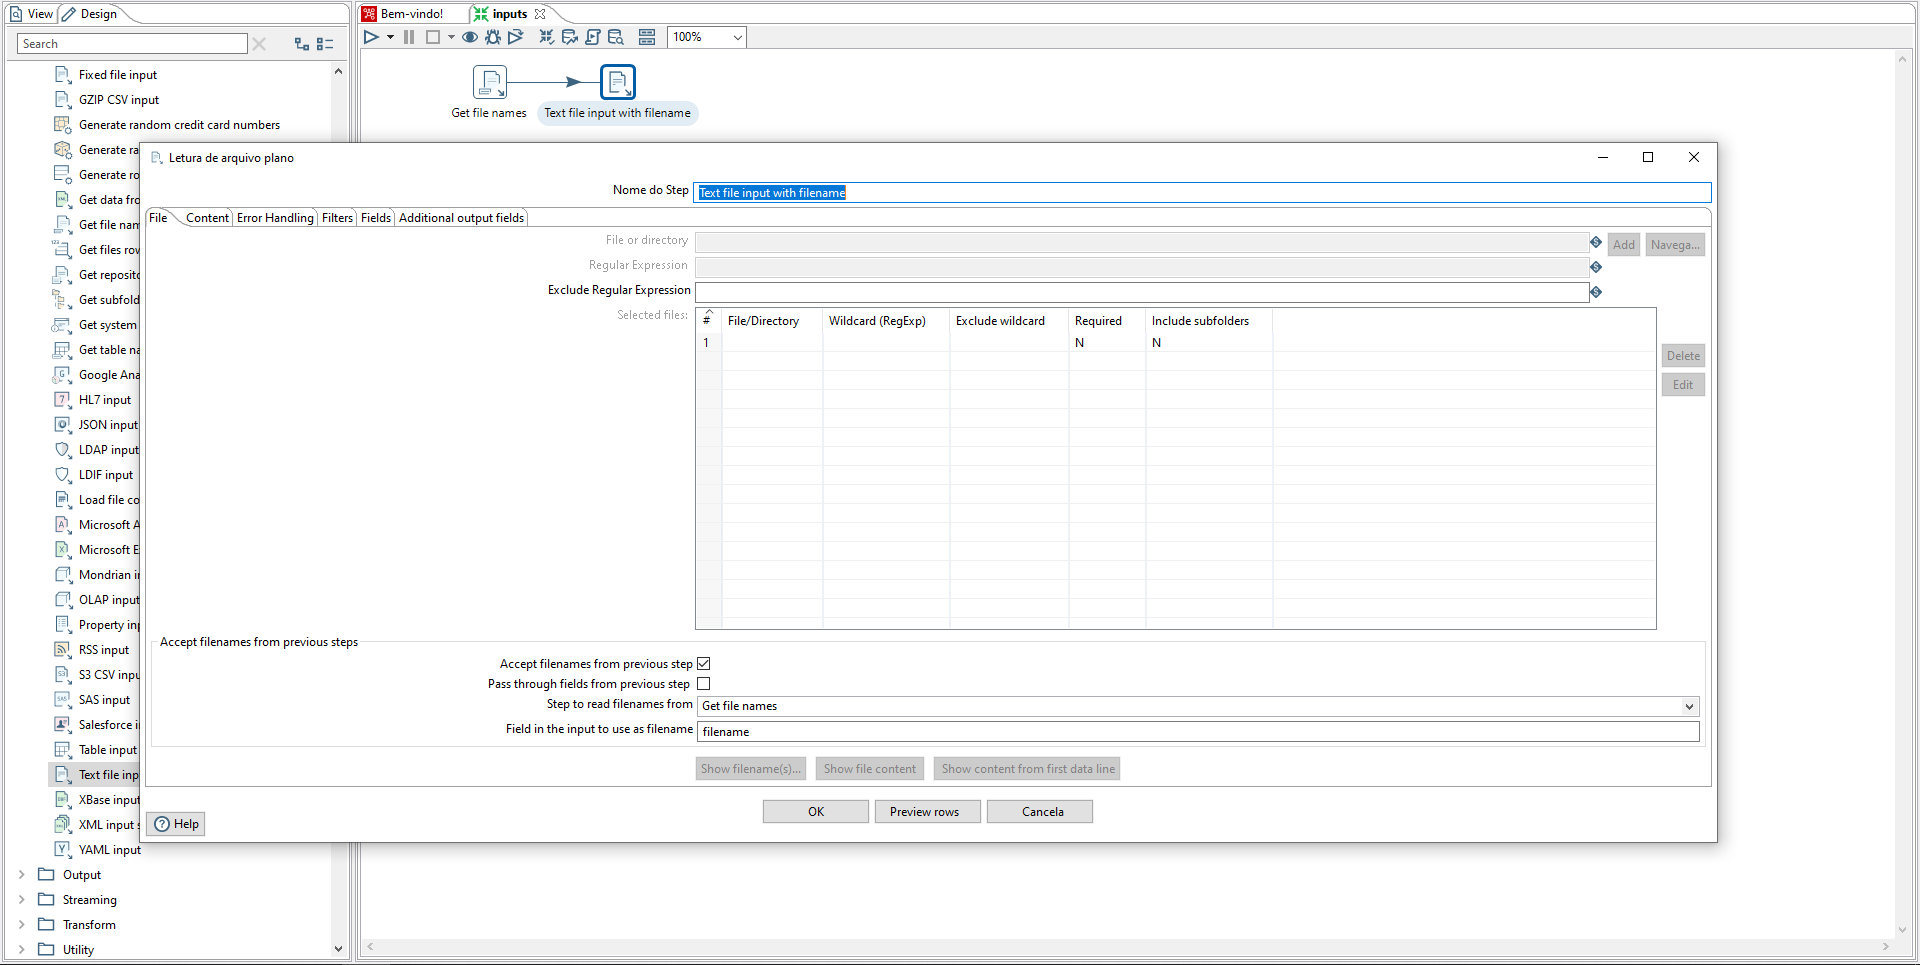 View
Design
Bem-vindo!
inputs
Search
100%
Fixed file input
GZIP CSV input
Generate random credit card numbers
Generate ra
Generate ro
Get data fro
Get file nam
Get files row
Get reposito
Get subfold
Get system
Get table na
Google Ana
HL7 input
JSON input
LDAP input
LDIF input
Load file co
Microsoft A
Microsoft E
Mondrian i
OLAP input
Property inp
RSS input
S3 CSV inpu
SAS input
Salesforce i
Table input
Text file inp
XBase input
XML input s
YAML input
Output
Streaming
Transform
Utility
Get file names
Text file input with filename
Letura de arquivo plano
Nome do Step
Text file input with filename
File
Content
Error Handling
Filters
Fields
Additional output fields
File or directory
Add
Navega...
Regular Expression
Exclude Regular Expression
Selected files:
# File/Directory Wildcard (RegExp) Exclude wildcard Required Include subfolders
1 N N
Delete
Edit
Accept filenames from previous steps
Accept filenames from previous step
Pass through fields from previous step
Step to read filenames from
Get file names
Field in the input to use as filename
filename
Show filename(s)...
Show file content
Show content from first data line
OK
Preview rows
Cancela
Help